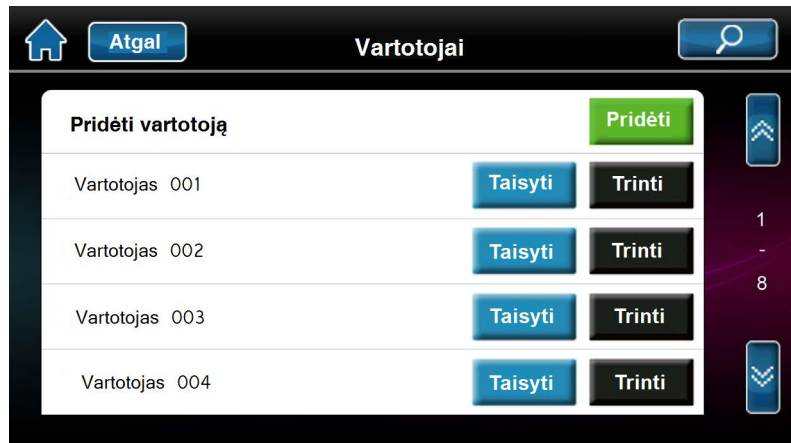 Atgal
Vartotojai
Pridėti vartotoją
Pridėti
Vartotojas 001
Taisyti
Trinti
Vartotojas 002
Taisyti
Trinti
Vartotojas 003
Taisyti
Trinti
Vartotojas 004
Taisyti
Trinti
1
-
8